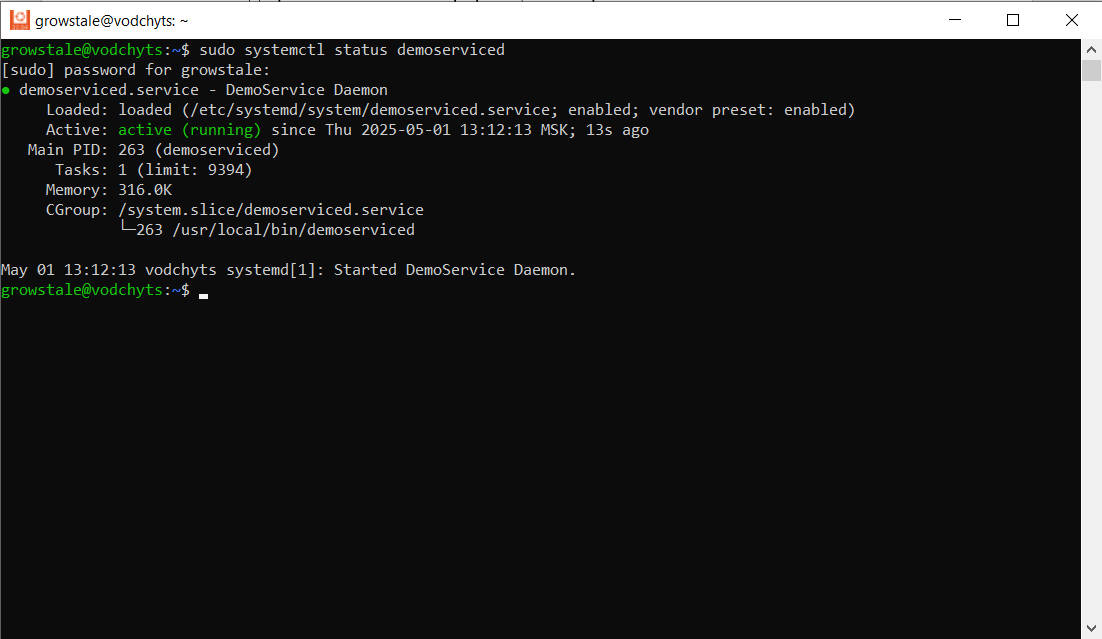 growstale@vodchyts: ~
growstale@vodchyts:~$ sudo systemctl status demoserviced
[sudo] password for growstale:
● demoserviced.service - DemoService Daemon
     Loaded: loaded (/etc/systemd/system/demoserviced.service; enabled; vendor preset: enabled)
     Active: active (running) since Thu 2025-05-01 13:12:13 MSK; 13s ago
   Main PID: 263 (demoserviced)
      Tasks: 1 (limit: 9394)
     Memory: 316.0K
     CGroup: /system.slice/demoserviced.service
             └─263 /usr/local/bin/demoserviced

May 01 13:12:13 vodchyts systemd[1]: Started DemoService Daemon.
growstale@vodchyts:~$